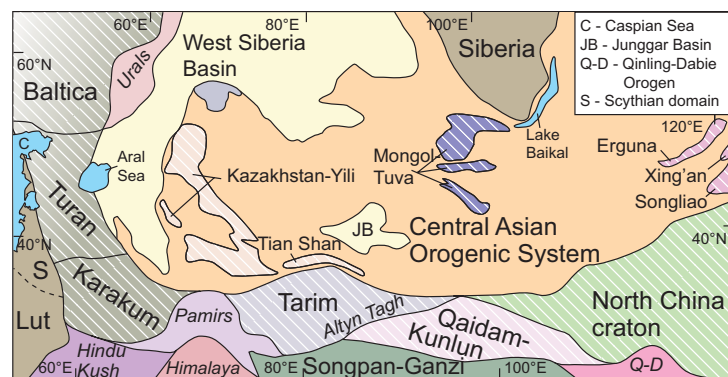 60°E
80°E
100°E
C - Caspian Sea
JB - Junggar Basin
Q-D - Qinling-Dabie
Orogen
S - Scythian domain
60°N
Baltica
Urals
West Siberia
Basin
Siberia
120°E
C
Aral
Sea
Kazakhstan-Yili
Mongol-
Tuva
Lake
Baikal
Erguna
Xing'an
Songliao
Turan
40°N
JB
Central Asian
Orogenic System
40°N
Tian Shan
S
Karakum
Lut
Pamirs
Tarim
Altyn Tagh
Qaidam-
Kunlun
North China
craton
Hindu
Kush
60°E
Himalaya
80°E
Songpan-Ganzi
100°E
Q-D